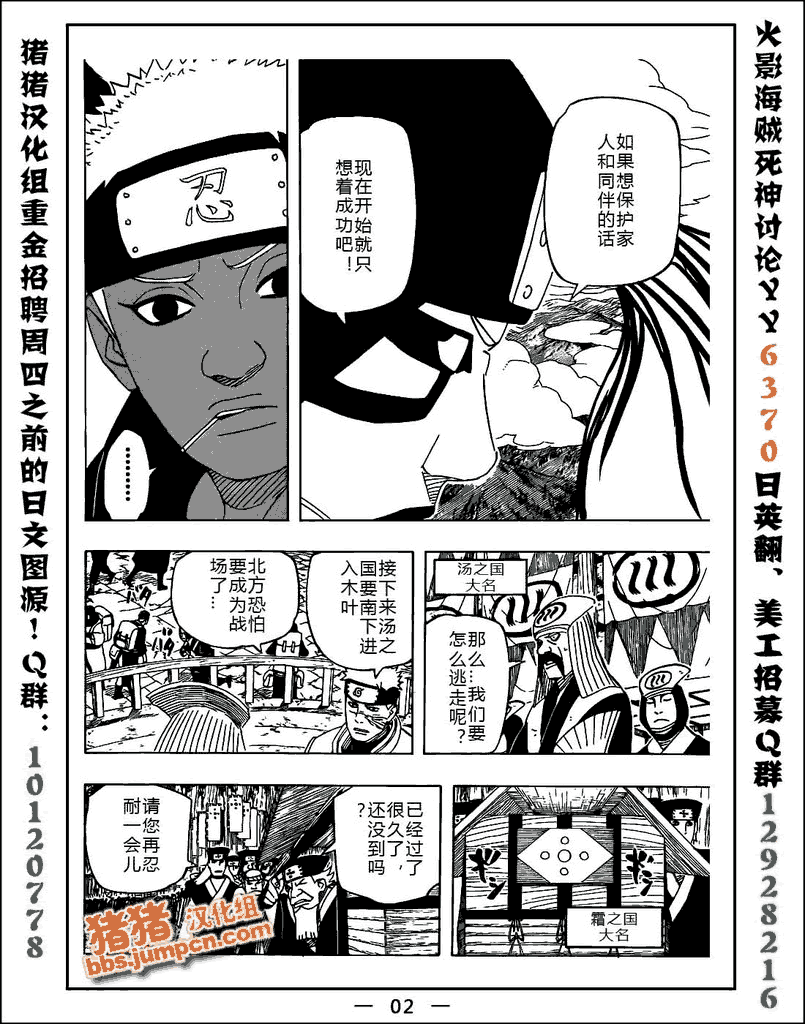 火影海贼死神讨论YY6370日英翻、美工招募Q群12928216
如果想保护家
人和同伴的话
现在开始就只
想着成功吧！
忍
………
汤之国
大名
那么…我们要
怎么逃走呢？
接下来汤之
国要南下进
入木叶
北方恐怕
要成为战
场了…
霜之国
大名
ギシ
ギシ
已经过了
很久了，
还没到吗
？
请您再忍
耐一会儿
猪猪汉化组
bbs.jumpcn.com
猪猪汉化组重金招聘周四之前的日文图源！Q群：10120778
— 02 —